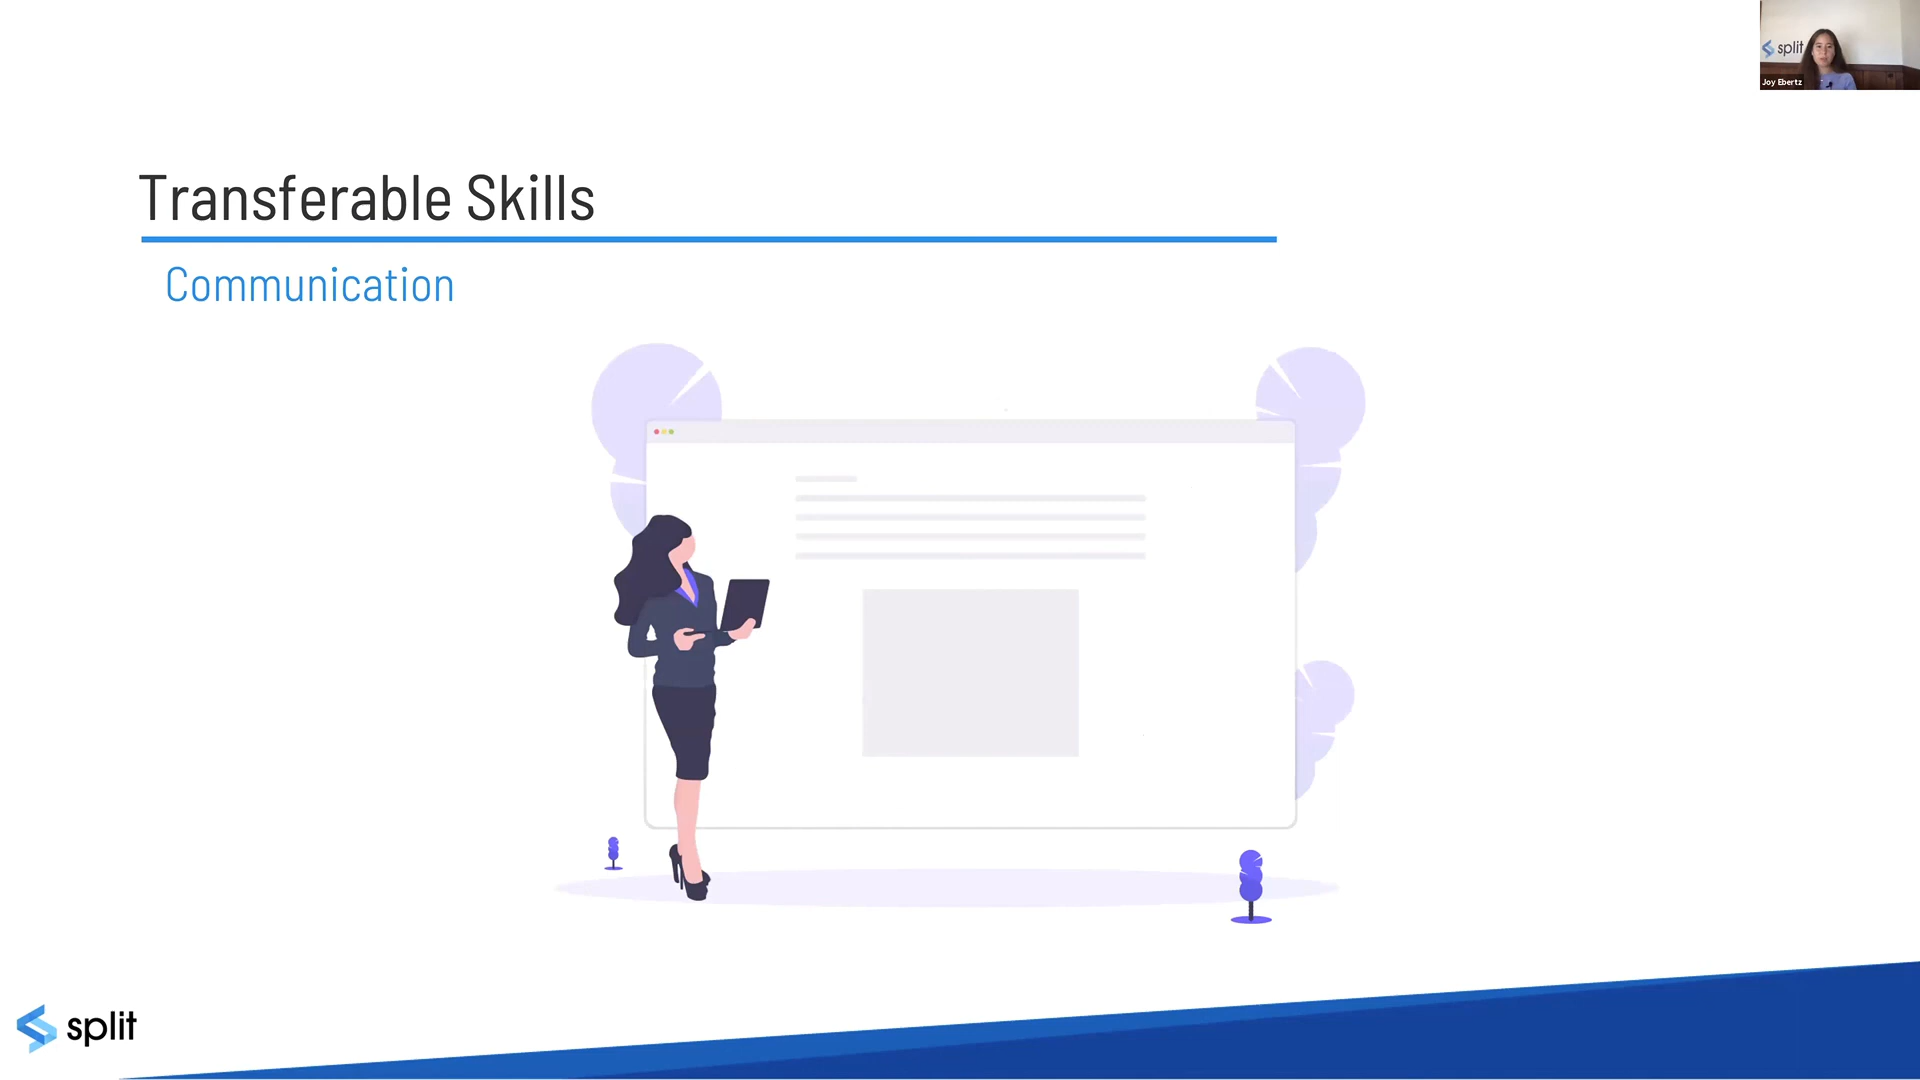 split
Joy Ebertz
Transferable Skills
Communication
split